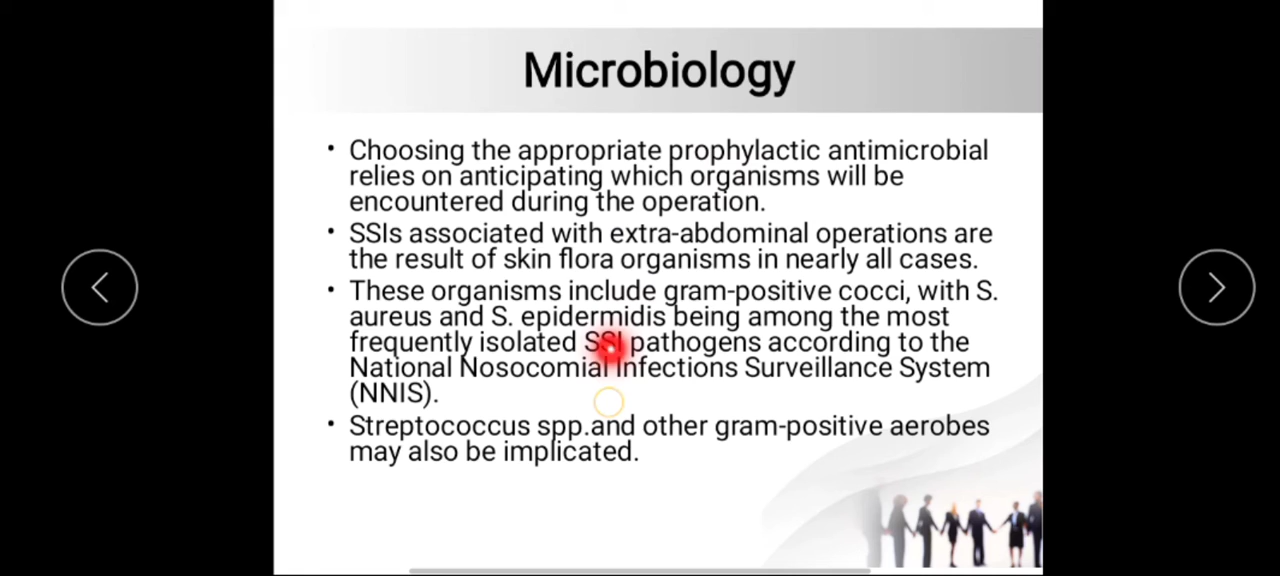 Microbiology
• Choosing the appropriate prophylactic antimicrobial
relies on anticipating which organisms will be
encountered during the operation.
• SSIs associated with extra-abdominal operations are
the result of skin flora organisms in nearly all cases.
• These organisms include gram-positive cocci, with S.
aureus and S. epidermidis being among the most
frequently isolated SSI pathogens according to the
National Nosocomial Infections Surveillance System
(NNIS).
• Streptococcus spp.and other gram-positive aerobes
may also be implicated.